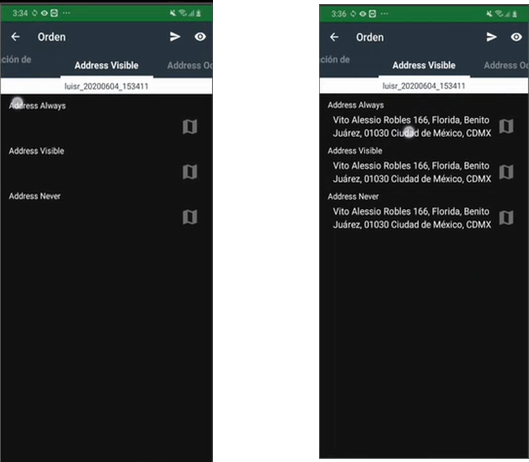 3:34
Orden
ción de
Address Visible
Address Oc
luisr_20200604_153411
Address Always
Address Visible
Address Never
3:36
Orden
ción de
Address Visible
Address Oc
luisr_20200604_153411
Address Always
Vito Alessio Robles 166, Florida, Benito
Juárez, 01030 Ciudad de México, CDMX
Address Visible
Vito Alessio Robles 166, Florida, Benito
Juárez, 01030 Ciudad de México, CDMX
Address Never
Vito Alessio Robles 166, Florida, Benito
Juárez, 01030 Ciudad de México, CDMX